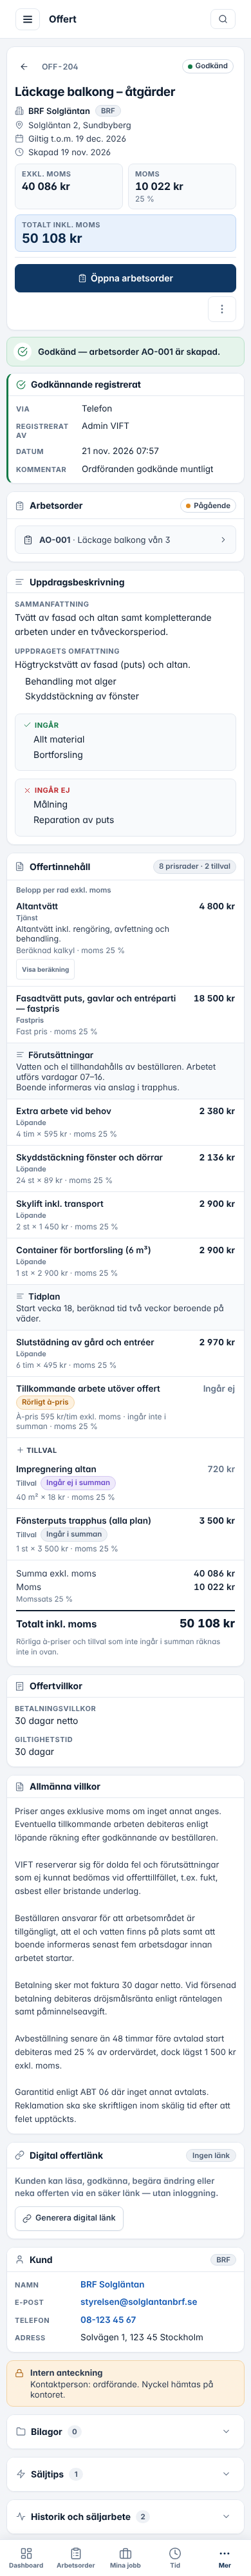 Offert
OFF-204
Godkänd
Läckage balkong – åtgärder
BRF Solgläntan BRF
Solgläntan 2, Sundbyberg
Giltig t.o.m. 19 dec. 2026
Skapad 19 nov. 2026
EXKL. MOMS
40 086 kr
MOMS
10 022 kr
25 %
TOTALT INKL. MOMS
50 108 kr
Öppna arbetsorder
Godkänd — arbetsorder AO-001 är skapad.
Godkännande registrerat
VIA Telefon
REGISTRERAT AV Admin VIFT
DATUM 21 nov. 2026 07:57
KOMMENTAR Ordföranden godkände muntligt
Arbetsorder
Pågående
AO-001 · Läckage balkong vån 3
Uppdragsbeskrivning
SAMMANFATTNING
Tvätt av fasad och altan samt kompletterande
arbeten under en tvåveckorsperiod.
UPPDRAGETS OMFATTNING
Högtryckstvätt av fasad (puts) och altan.
Behandling mot alger
Skyddstäckning av fönster
INGÅR
Allt material
Bortforsling
INGÅR EJ
Målning
Reparation av puts
Offertinnehåll
8 prisrader · 2 tillval
Belopp per rad exkl. moms
Altantvätt 4 800 kr
Tjänst
Altantvätt inkl. rengöring, avfettning och
behandling.
Beräknad kalkyl · moms 25 %
Visa beräkning
Fasadtvätt puts, gavlar och entréparti
— fastpris 18 500 kr
Fastpris
Fast pris · moms 25 %
Förutsättningar
Vatten och el tillhandahålls av beställaren. Arbetet
utförs vardagar 07–16.
Boende informeras via anslag i trapphus.
Extra arbete vid behov 2 380 kr
Löpande
4 tim × 595 kr · moms 25 %
Skyddstäckning fönster och dörrar 2 136 kr
Löpande
24 st × 89 kr · moms 25 %
Skylift inkl. transport 2 900 kr
Löpande
2 st × 1 450 kr · moms 25 %
Container för bortforsling (6 m³) 2 900 kr
Löpande
1 st × 2 900 kr · moms 25 %
Tidplan
Start vecka 18, beräknad tid två veckor beroende på
väder.
Slutstädning av gård och entréer 2 970 kr
Löpande
6 tim × 495 kr · moms 25 %
Tillkommande arbete utöver offert Ingår ej
Rörligt à-pris
À-pris 595 kr/tim exkl. moms · ingår inte i
summan · moms 25 %
TILLVAL
Impregnering altan 720 kr
Tillval Ingår ej i summan
40 m² × 18 kr · moms 25 %
Fönsterputs trapphus (alla plan) 3 500 kr
Tillval Ingår i summan
1 st × 3 500 kr · moms 25 %
Summa exkl. moms 40 086 kr
Moms 10 022 kr
Momssats 25 %
Totalt inkl. moms 50 108 kr
Rörliga à-priser och tillval som inte ingår i summan räknas
inte in ovan.
Offertvillkor
BETALNINGSVILLKOR
30 dagar netto
GILTIGHETSTID
30 dagar
Allmänna villkor
Priser anges exklusive moms om inget annat anges.
Eventuella tillkommande arbeten debiteras enligt
löpande räkning efter godkännande av beställaren.
VIFT reserverar sig för dolda fel och förutsättningar
som ej kunnat bedömas vid offerttillfället, t.ex. fukt,
asbest eller bristande underlag.
Beställaren ansvarar för att arbetsområdet är
tillgängligt, att el och vatten finns på plats samt att
boende informeras senast fem arbetsdagar innan
arbetet startar.
Betalning sker mot faktura 30 dagar netto. Vid försenad
betalning debiteras dröjsmålsränta enligt räntelagen
samt påminnelseavgift.
Avbeställning senare än 48 timmar före avtalad start
debiteras med 25 % av ordervärdet, dock lägst 1 500 kr
exkl. moms.
Garantitid enligt ABT 06 där inget annat avtalats.
Reklamation ska ske skriftligen inom skälig tid efter att
felet upptäckts.
Digital offertlänk
Ingen länk
Kunden kan läsa, godkänna, begära ändring eller
neka offerten via en säker länk — utan inloggning.
Generera digital länk
Kund
BRF
NAMN BRF Solgläntan
E-POST styrelsen@solglantanbrf.se
TELEFON 08-123 45 67
ADRESS Solvägen 1, 123 45 Stockholm
Intern anteckning
Kontaktperson: ordförande. Nyckel hämtas på
kontoret.
Bilagor 0
Säljtips 1
Historik och säljarbete 2
Dashboard
Arbetsorder
Mina jobb
Tid
Mer